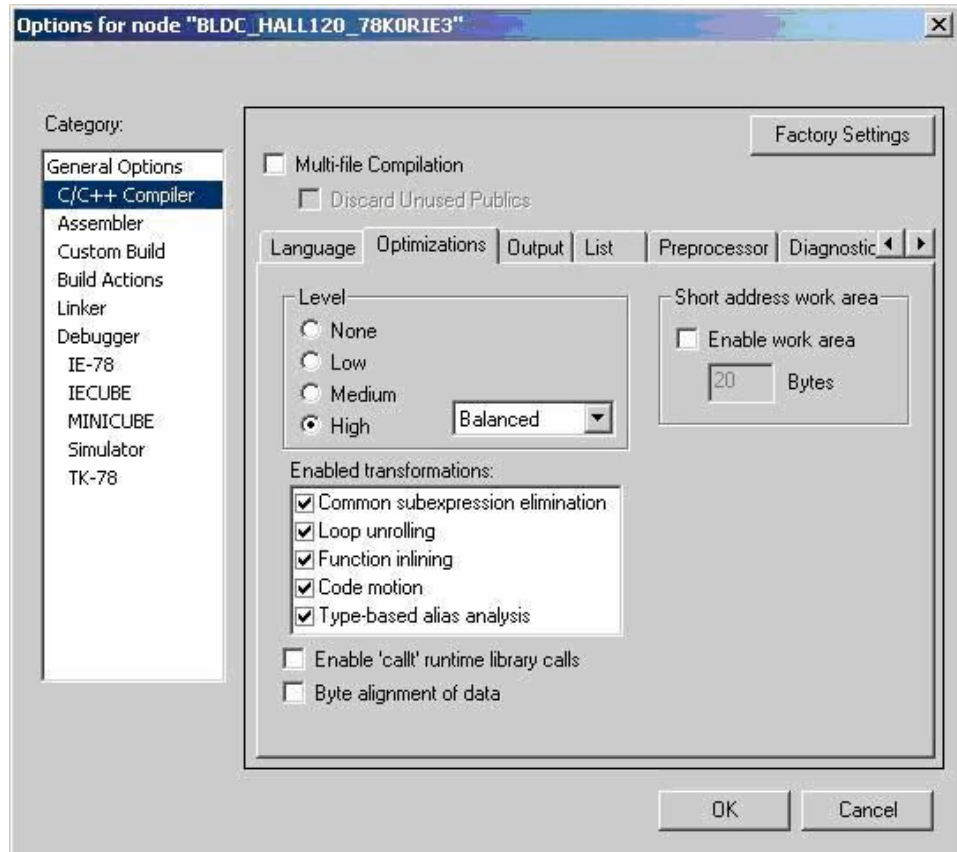 Options for node "BLDC_HALL120_78K0RIE3"
Category:
General Options
C/C++ Compiler
Assembler
Custom Build
Build Actions
Linker
Debugger
IE-78
IECUBE
MINICUBE
Simulator
TK-78
Factory Settings
Multi-file Compilation
Discard Unused Publics
Language Optimizations Output List Preprocessor Diagnostic
Level
None
Low
Medium
High Balanced
Short address work area
Enable work area
20 Bytes
Enabled transformations:
Common subexpression elimination
Loop unrolling
Function inlining
Code motion
Type-based alias analysis
Enable 'callt' runtime library calls
Byte alignment of data
OK Cancel